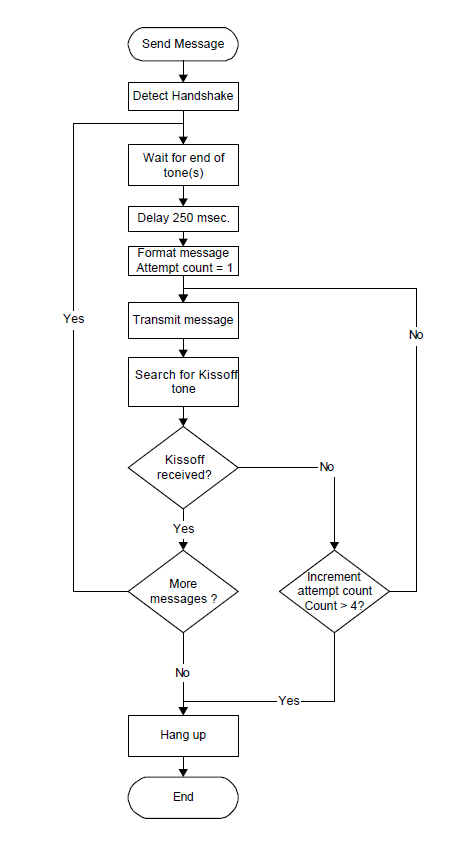 Send Message
Detect Handshake
Wait for end of
tone(s)
Delay 250 msec.
Format message
Attempt count = 1
Yes
Transmit message
No
Search for Kissoff
tone
Kissoff
received?
No
Yes
More
messages ?
Increment
attempt count
Count > 4?
No
Yes
Hang up
End